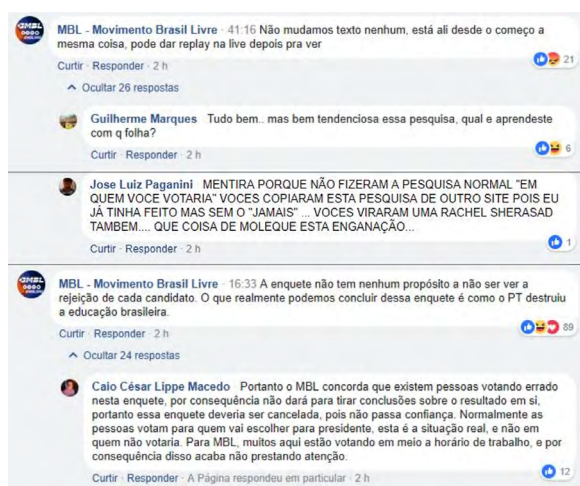 MBL - Movimento Brasil Livre · 41:16 Não mudamos texto nenhum, está ali desde o começo a
mesma coisa, pode dar replay na live depois pra ver
21
Curtir · Responder · 2 h
Ocultar 26 respostas
Guilherme Marques Tudo bem.. mas bem tendenciosa essa pesquisa, qual e aprendeste
com q folha?
6
Curtir · Responder · 2 h
Jose Luiz Paganini MENTIRA PORQUE NÃO FIZERAM A PESQUISA NORMAL "EM
QUEM VOCE VOTARIA" VOCES COPIARAM ESTA PESQUISA DE OUTRO SITE POIS EU
JÁ TINHA FEITO MAS SEM O "JAMAIS" ... VOCES VIRARAM UMA RACHEL SHERASAD
TAMBEM.... QUE COISA DE MOLEQUE ESTA ENGANAÇÃO...
1
Curtir · Responder · 2 h
MBL - Movimento Brasil Livre · 16:33 A enquete não tem nenhum propósito a não ser ver a
rejeição de cada candidato. O que realmente podemos concluir dessa enquete é como o PT destruiu
a educação brasileira.
89
Curtir · Responder · 2 h
Ocultar 24 respostas
Caio César Lippe Macedo Portanto o MBL concorda que existem pessoas votando errado
nesta enquete, por consequência não dará para tirar conclusões sobre o resultado em si,
portanto essa enquete deveria ser cancelada, pois não passa confiança. Normalmente as
pessoas votam para quem vai escolher para presidente, esta é a situação real, e não em
quem não votaria. Para MBL, muitos aqui estão votando em meio a horário de trabalho, e por
consequência disso acaba não prestando atenção.
12
Curtir · Responder · A Página respondeu em particular · 2 h